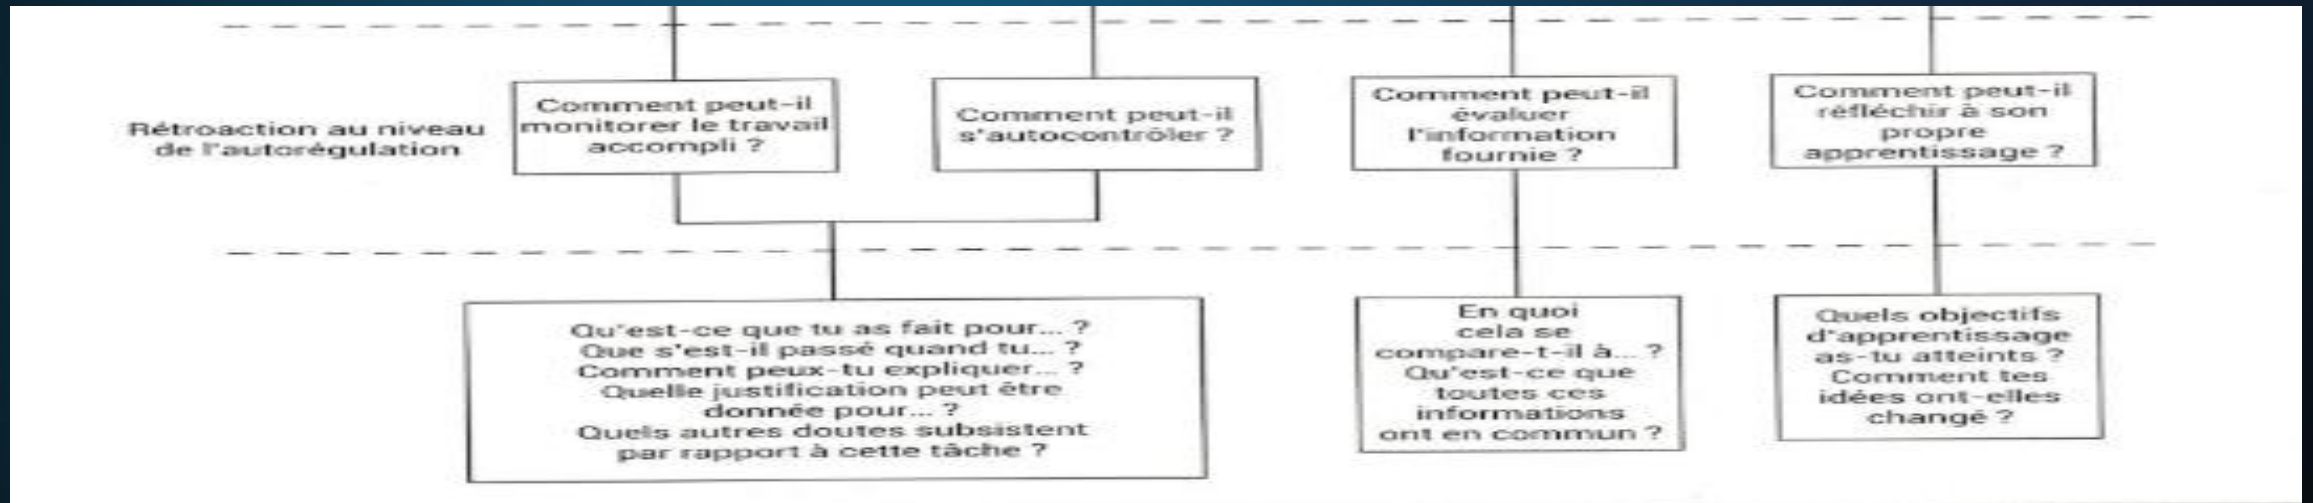 Rétroaction au niveau
de l'autorégulation
Comment peut-il
monitorer le travail
accompli ?
Comment peut-il
s'autocontrôler ?
Comment peut-il
évaluer
l'information
fournie ?
Comment peut-il
réfléchir à son
propre
apprentissage ?
Qu'est-ce que tu as fait pour... ?
Que s'est-il passé quand tu... ?
Comment peux-tu expliquer... ?
Quelle justification peut être
donnée pour... ?
Quels autres doutes subsistent
par rapport à cette tâche ?
En quoi
cela se
compare-t-il à... ?
Qu'est-ce que
toutes ces
informations
ont en commun ?
Quels objectifs
d'apprentissage
as-tu atteints ?
Comment tes
idées ont-elles
changé ?